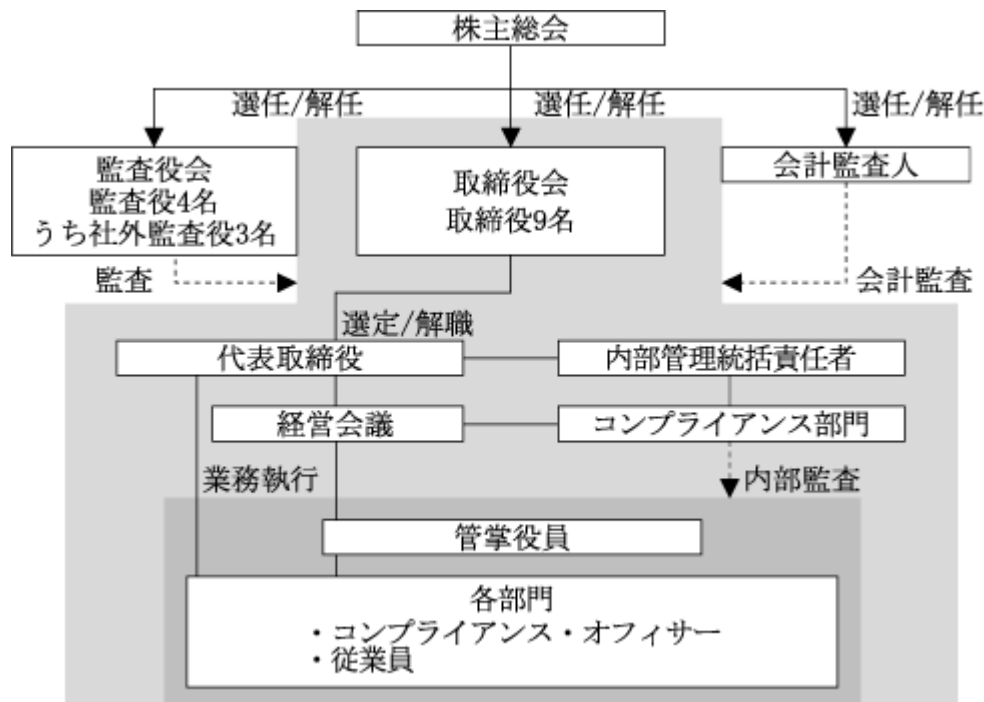 株主総会
選任/解任
選任/解任
選任/解任
監査役会
監査役4名
うち社外監査役3名
取締役会
取締役9名
会計監査人
監査
会計監査
選定/解職
代表取締役
内部管理統括責任者
経営会議
コンプライアンス部門
業務執行
内部監査
管掌役員
各部門
・コンプライアンス・オフィサー
・従業員